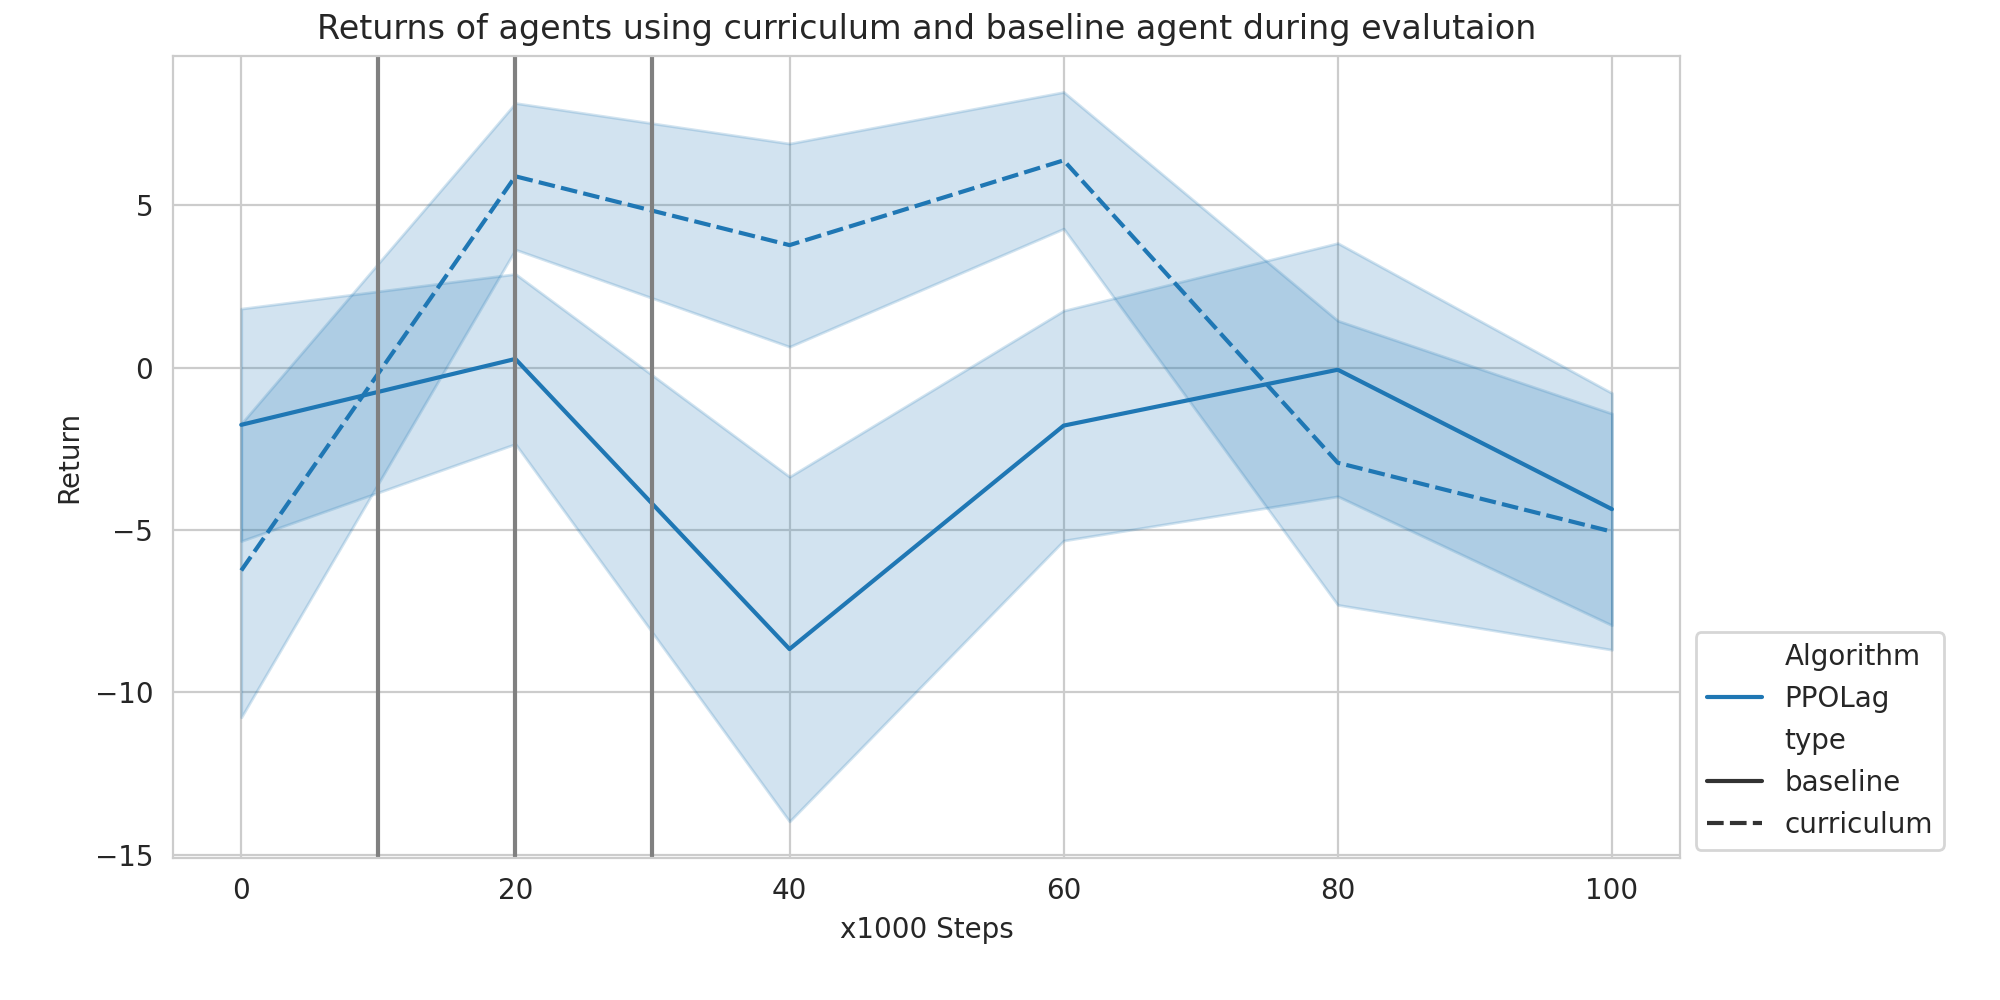 Returns of agents using curriculum and baseline agent during evalutaion
Return
5
0
−5
−10
−15
0 20 40 60 80 100
x1000 Steps
Algorithm
PPOLag
type
baseline
curriculum